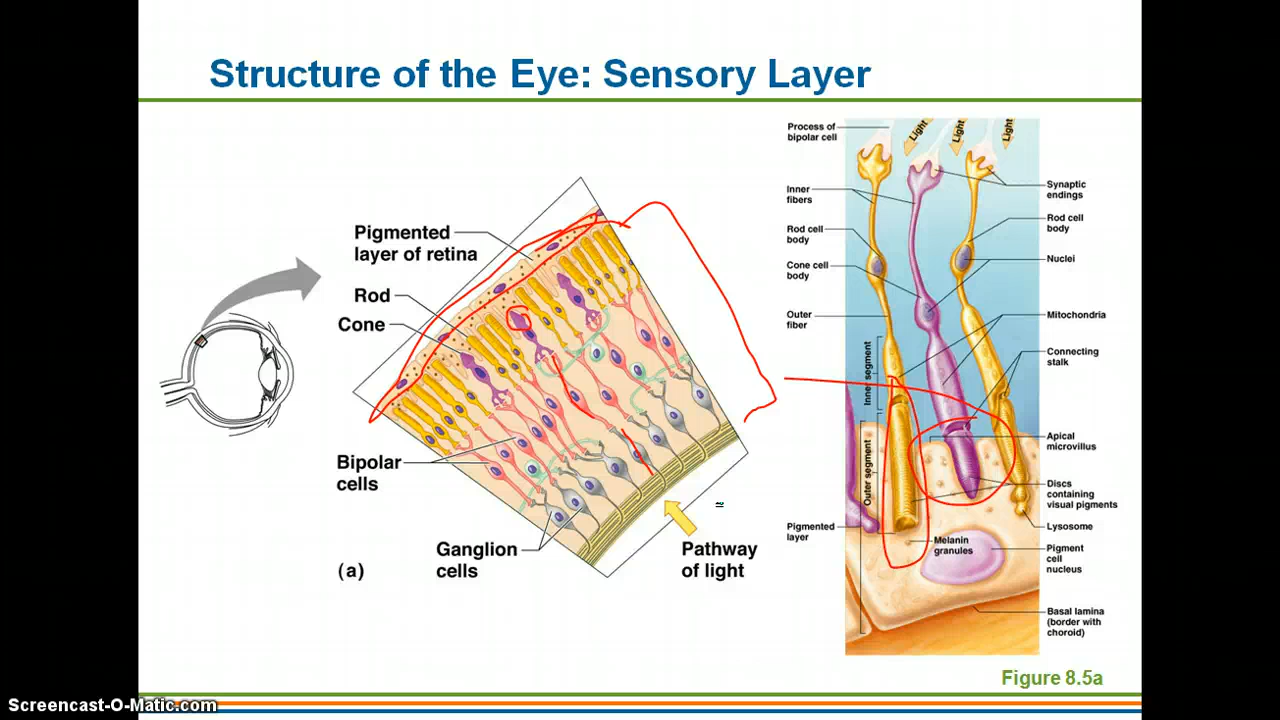 Structure of the Eye: Sensory Layer
Pigmented
layer of retina
Rod
Cone
Bipolar
cells
Ganglion
cells
(a)
Pathway
of light
Process of
bipolar cell
Light
Light
Light
Inner
fibers
Rod cell
body
Cone cell
body
Outer
fiber
Inner segment
Outer segment
Pigmented
layer
Synaptic
endings
Rod cell
body
Nuclei
Mitochondria
Connecting
stalk
Apical
microvillus
Discs
containing
visual pigments
Lysosome
Melanin
granules
Pigment
cell
nucleus
Basal lamina
(border with
choroid)
Figure 8.5a
Screencast-O-Matic.com